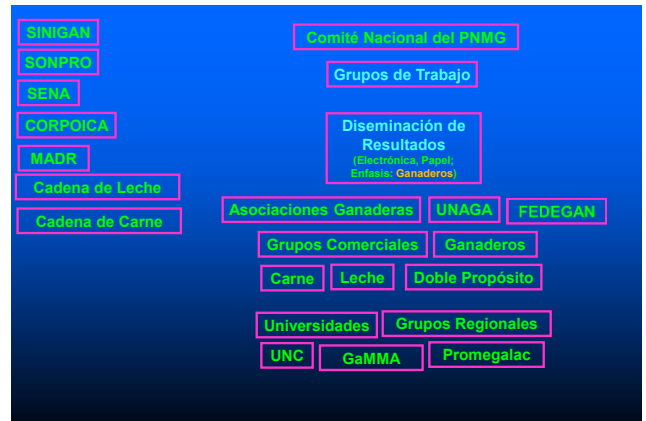 SINIGAN
SONPRO
SENA
CORPOICA
MADR
Cadena de Leche
Cadena de Carne
Comité Nacional del PNMG
Grupos de Trabajo
Diseminación de
Resultados
(Electrónica, Papel;
Enfasis: Ganaderos)
Asociaciones Ganaderas
UNAGA
FEDEGAN
Grupos Comerciales
Ganaderos
Carne
Leche
Doble Propósito
Universidades
Grupos Regionales
UNC
GaMMA
Promegalac